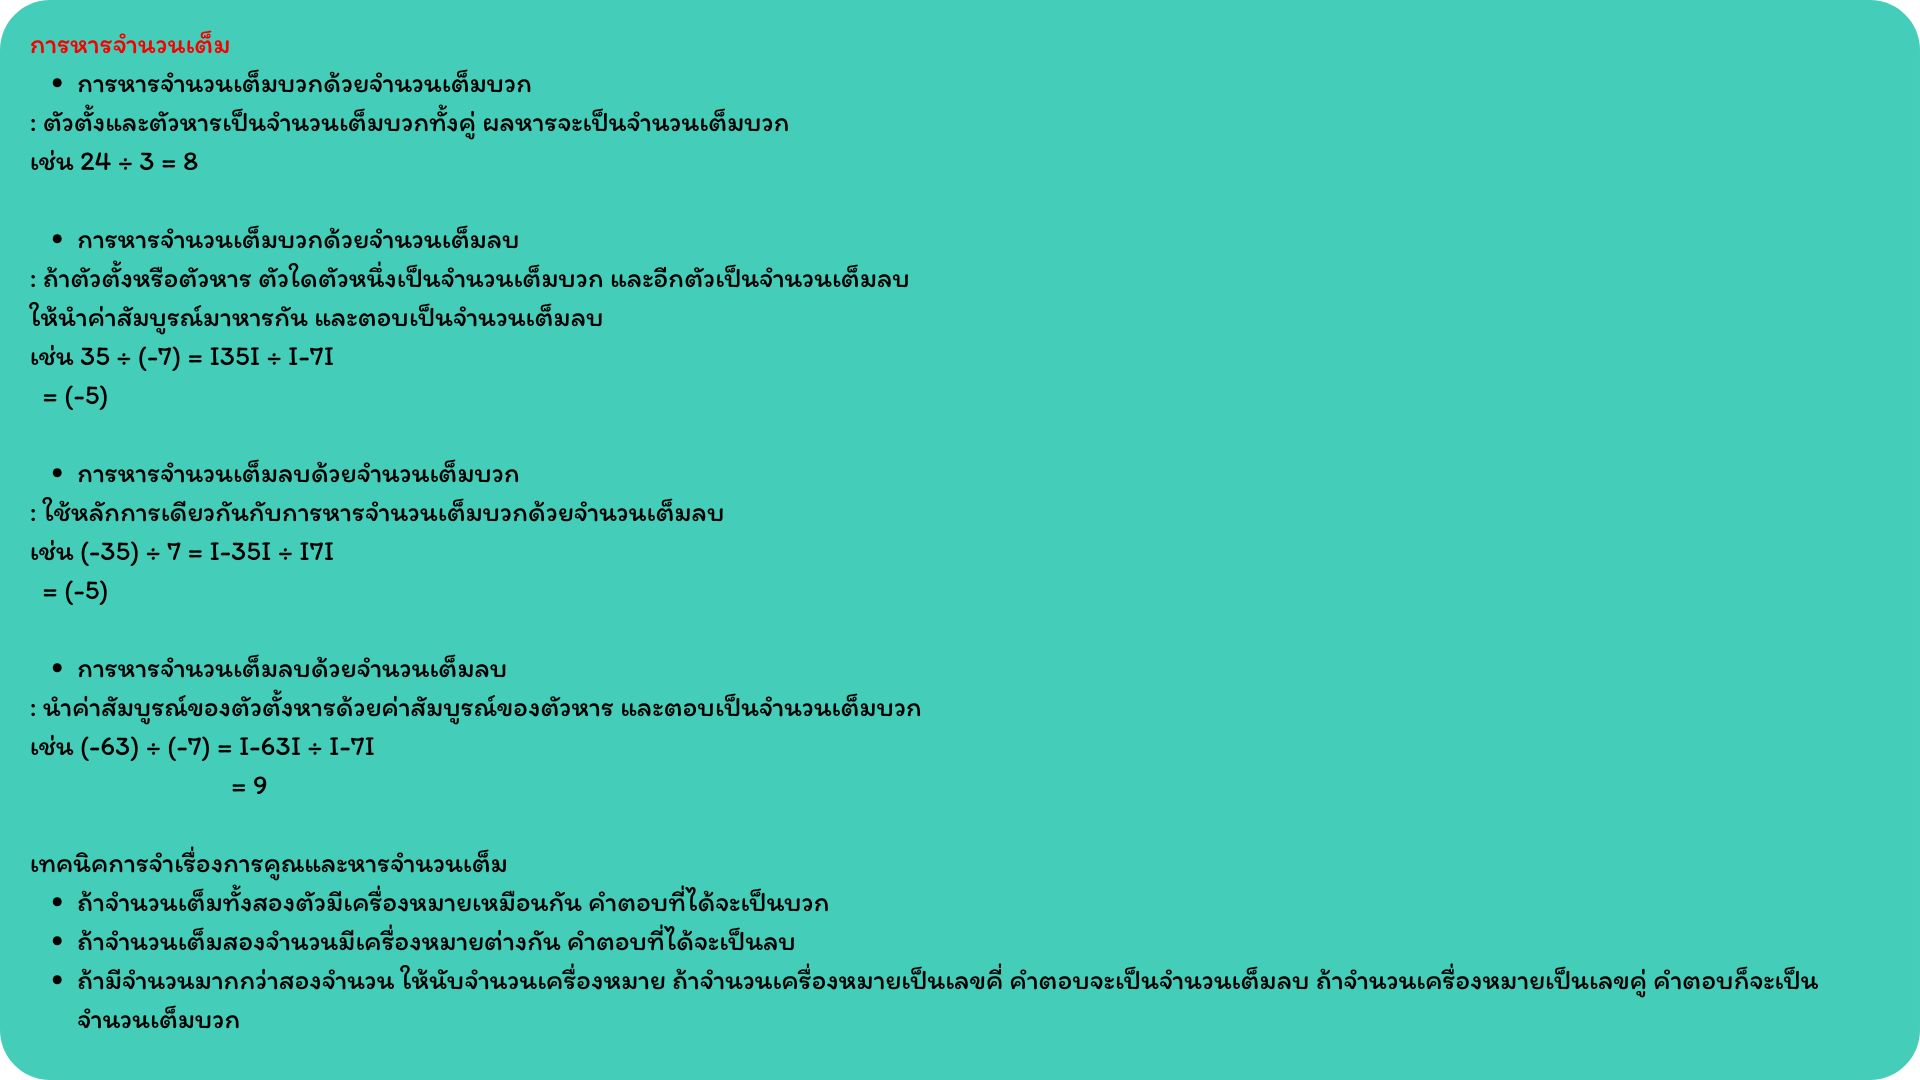 การหารจำนวนเต็ม
• การหารจำนวนเต็มบวกด้วยจำนวนเต็มบวก
: ตัวตั้งและตัวหารเป็นจำนวนเต็มบวกทั้งคู่ ผลหารจะเป็นจำนวนเต็มบวก
เช่น 24 ÷ 3 = 8
• การหารจำนวนเต็มบวกด้วยจำนวนเต็มลบ
: ถ้าตัวตั้งหรือตัวหาร ตัวใดตัวหนึ่งเป็นจำนวนเต็มบวก และอีกตัวเป็นจำนวนเต็มลบ
ให้นำค่าสัมบูรณ์มาหารกัน และตอบเป็นจำนวนเต็มลบ
เช่น 35 ÷ (-7) = I35I ÷ I-7I
= (-5)
• การหารจำนวนเต็มลบด้วยจำนวนเต็มบวก
: ใช้หลักการเดียวกันกับการหารจำนวนเต็มบวกด้วยจำนวนเต็มลบ
เช่น (-35) ÷ 7 = I-35I ÷ I7I
= (-5)
• การหารจำนวนเต็มลบด้วยจำนวนเต็มลบ
: นำค่าสัมบูรณ์ของตัวตั้งหารด้วยค่าสัมบูรณ์ของตัวหาร และตอบเป็นจำนวนเต็มบวก
เช่น (-63) ÷ (-7) = I-63I ÷ I-7I
= 9
เทคนิคการจำเรื่องการคูณและหารจำนวนเต็ม
• ถ้าจำนวนเต็มทั้งสองตัวมีเครื่องหมายเหมือนกัน คำตอบที่ได้จะเป็นบวก
• ถ้าจำนวนเต็มสองจำนวนมีเครื่องหมายต่างกัน คำตอบที่ได้จะเป็นลบ
• ถ้ามีจำนวนมากกว่าสองจำนวน ให้นับจำนวนเครื่องหมาย ถ้าจำนวนเครื่องหมายเป็นเลขคี่ คำตอบจะเป็นจำนวนเต็มลบ ถ้าจำนวนเครื่องหมายเป็นเลขคู่ คำตอบก็จะเป็น
จำนวนเต็มบวก